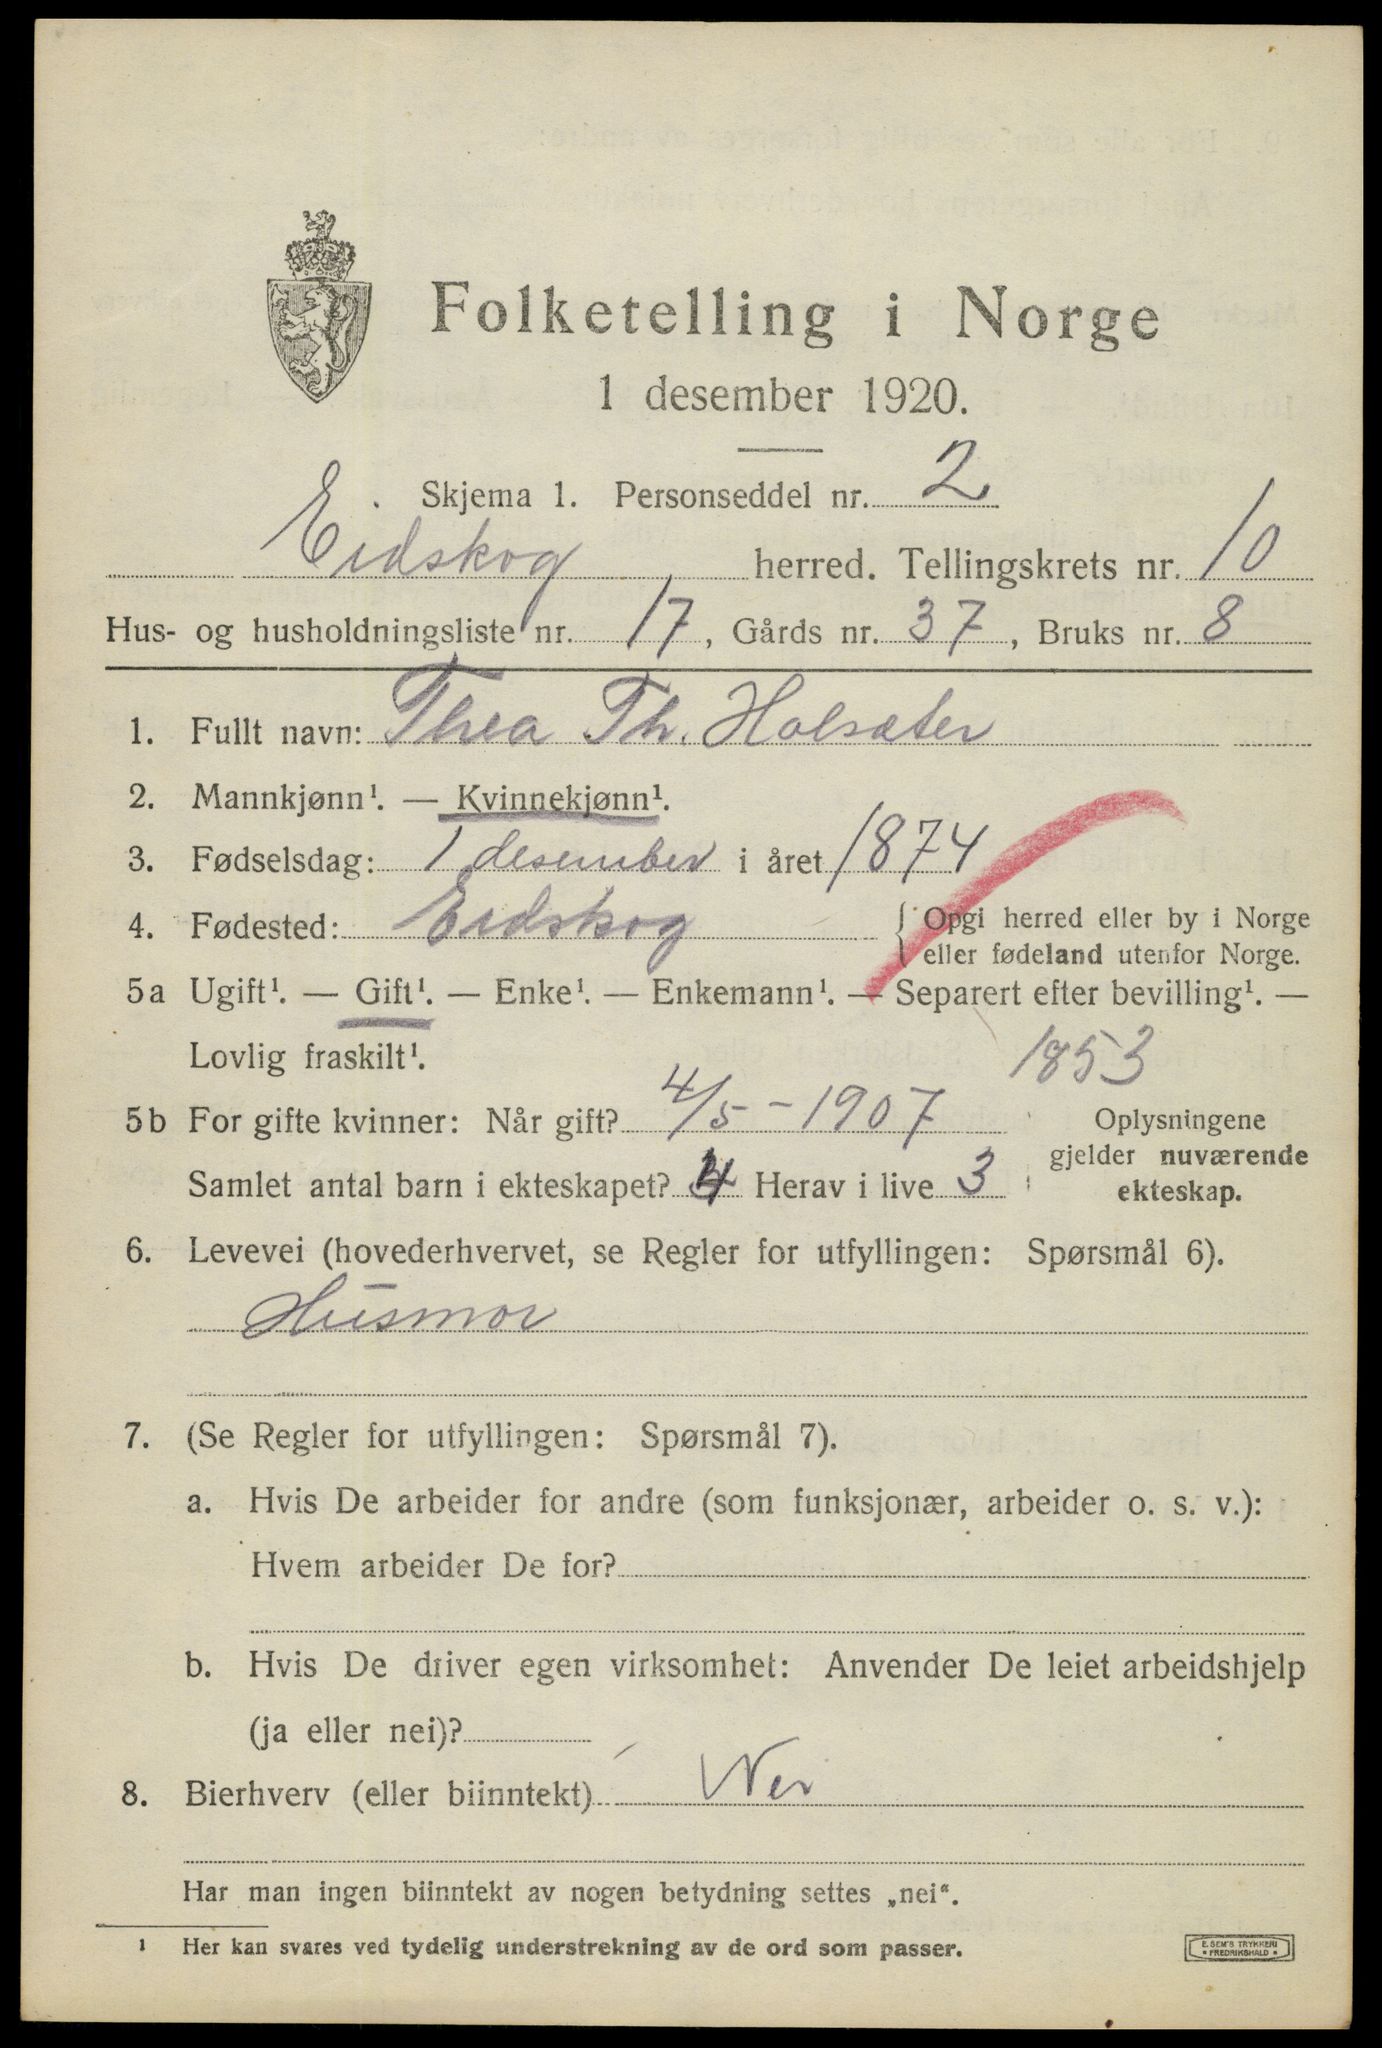 Folketelling i Norge
1 desember 1920.
Skjema 1. Personseddel nr. 2
Eidskog herred. Tellingskrets nr. 10
Hus- og husholdningsliste nr. 17, Gårds nr. 37, Bruks nr. 8
1. Fullt navn: Thea Th. Holsæter
2. Mannkjønn¹. — Kvinnekjønn¹.
3. Fødselsdag: 1 desember i året 1874
4. Fødested: Eidskog { Opgi herred eller by i Norge
eller fødeland utenfor Norge.
5a Ugift¹. — Gift¹. — Enke¹. — Enkemann¹. — Separert efter bevilling¹. —
Lovlig fraskilt¹.
1853
5b For gifte kvinner: Når gift? 4/5 - 1907
Samlet antal barn i ekteskapet? 4 Herav i live 3
Oplysningene
gjelder nuværende
ekteskap.
6. Levevei (hovederhvervet, se Regler for utfyllingen: Spørsmål 6).
Husmor
7. (Se Regler for utfyllingen: Spørsmål 7).
a. Hvis De arbeider for andre (som funksjonær, arbeider o. s. v.):
Hvem arbeider De for?
b. Hvis De driver egen virksomhet: Anvender De leiet arbeidshjelp
(ja eller nei)?
8. Bierhverv (eller biinntekt) Nei
Har man ingen biinntekt av nogen betydning settes „nei“.
¹ Her kan svares ved tydelig understrekning av de ord som passer.
E. SEM'S TRYKKERI
* FREDRIKSHALD *